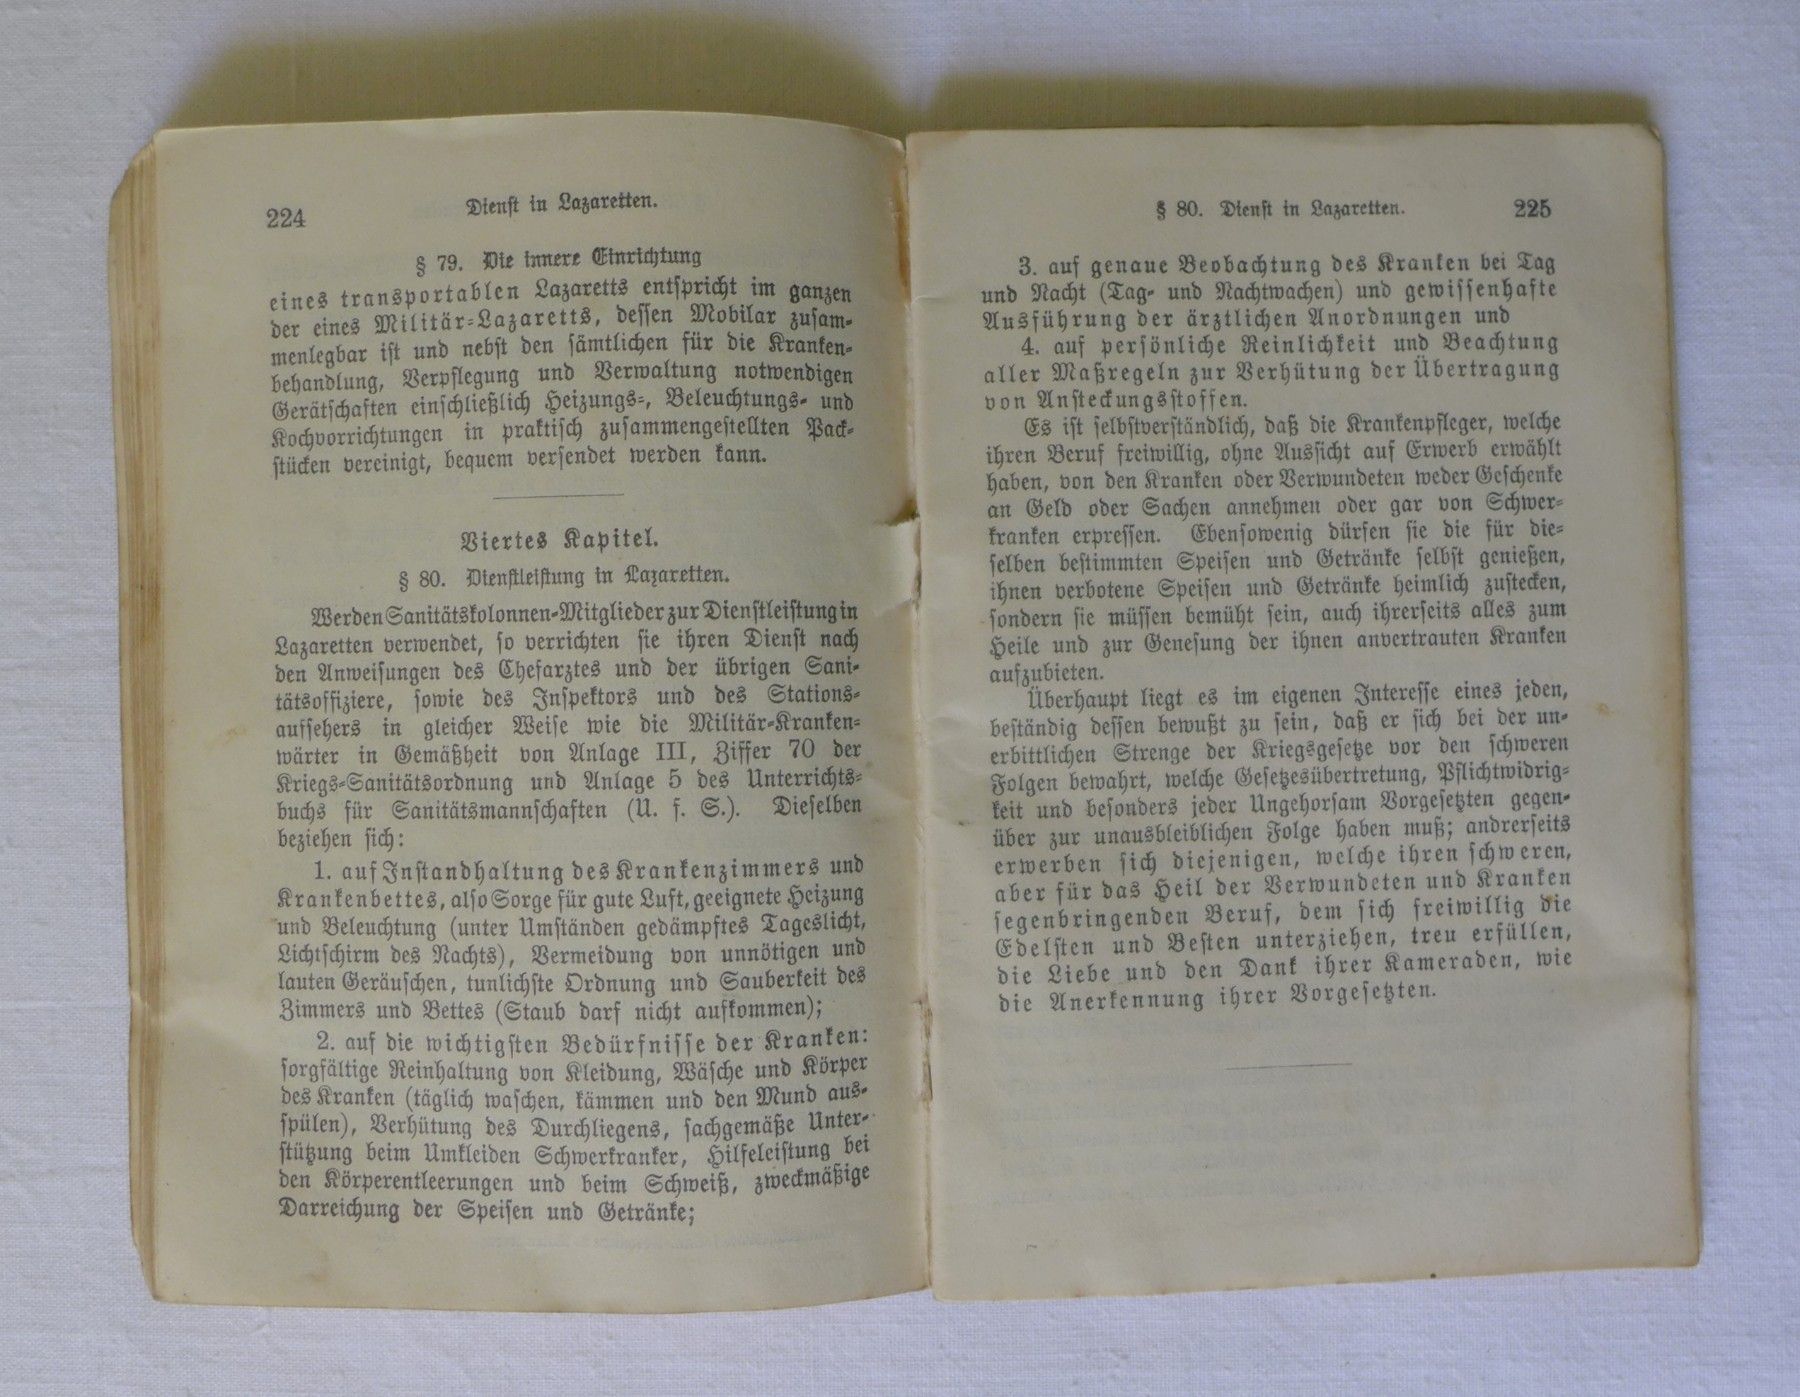 224
Dienst in Lazaretten.
§ 79. Die innere Einrichtung
eines transportablen Lazaretts entspricht im ganzen
der eines Militär-Lazaretts, dessen Mobilar zusam-
menlegbar ist und nebst den sämtlichen für die Kranken-
behandlung, Verpflegung und Verwaltung notwendigen
Gerätschaften einschließlich Heizungs-, Beleuchtungs- und
Kochvorrichtungen in praktisch zusammengestellten Pack-
stücken vereinigt, bequem versendet werden kann.
Viertes Kapitel.
§ 80. Dienstleistung in Lazaretten.
Werden Sanitätskolonnen-Mitglieder zur Dienstleistung in
Lazaretten verwendet, so verrichten sie ihren Dienst nach
den Anweisungen des Chefarztes und der übrigen Sani-
tätsoffiziere, sowie des Inspektors und des Stations-
aufsehers in gleicher Weise wie die Militär-Kranken-
wärter in Gemäßheit von Anlage III, Ziffer 70 der
Kriegs-Sanitätsordnung und Anlage 5 des Unterrichts-
buchs für Sanitätsmannschaften (U. f. S.). Dieselben
beziehen sich:
1. auf Instandhaltung des Krankenzimmers und
Krankenbettes, also Sorge für gute Luft, geeignete Heizung
und Beleuchtung (unter Umständen gedämpftes Tageslicht,
Lichtschirm des Nachts), Vermeidung von unnötigen und
lauten Geräuschen, tunlichste Ordnung und Sauberkeit des
Zimmers und Bettes (Staub darf nicht aufkommen);
2. auf die wichtigsten Bedürfnisse der Kranken:
sorgfältige Reinhaltung von Kleidung, Wäsche und Körper
des Kranken (täglich waschen, kämmen und den Mund aus-
spülen), Verhütung des Durchliegens, sachgemäße Unter-
stützung beim Umkleiden Schwerkranker, Hilfeleistung bei
den Körperentleerungen und beim Schweiß, zweckmäßige
Darreichung der Speisen und Getränke;
§ 80. Dienst in Lazaretten.
225
3. auf genaue Beobachtung des Kranken bei Tag
und Nacht (Tag- und Nachtwachen) und gewissenhafte
Ausführung der ärztlichen Anordnungen und
4. auf persönliche Reinlichkeit und Beachtung
aller Maßregeln zur Verhütung der Übertragung
von Ansteckungsstoffen.
Es ist selbstverständlich, daß die Krankenpfleger, welche
ihren Beruf freiwillig, ohne Aussicht auf Erwerb erwählt
haben, von den Kranken oder Verwundeten weder Geschenke
an Geld oder Sachen annehmen oder gar von Schwer-
kranken erpressen. Ebensowenig dürfen sie die für die-
selben bestimmten Speisen und Getränke selbst genießen,
ihnen verbotene Speisen und Getränke heimlich zustecken,
sondern sie müssen bemüht sein, auch ihrerseits alles zum
Heile und zur Genesung der ihnen anvertrauten Kranken
aufzubieten.
Überhaupt liegt es im eigenen Interesse eines jeden,
beständig dessen bewußt zu sein, daß er sich bei der un-
erbittlichen Strenge der Kriegsgesetze vor den schweren
Folgen bewahrt, welche Gesetzesübertretung, Pflichtwidrig-
keit und besonders jeder Ungehorsam Vorgesetzten gegen-
über zur unausbleiblichen Folge haben muß; andrerseits
erwerben sich diejenigen, welche ihren schweren,
aber für das Heil der Verwundeten und Kranken
segenbringenden Beruf, dem sich freiwillig die
Edelsten und Besten unterziehen, treu erfüllen,
die Liebe und den Dank ihrer Kameraden, wie
die Anerkennung ihrer Vorgesetzten.